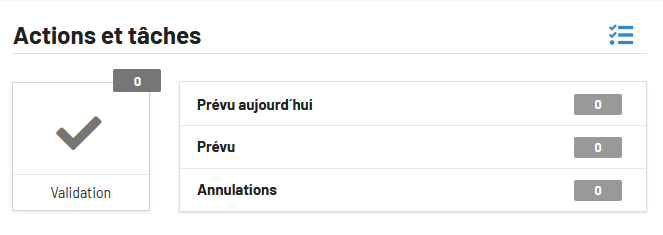 Actions et tâches
0
Validation
Prévu aujourd´hui 0
Prévu 0
Annulations 0